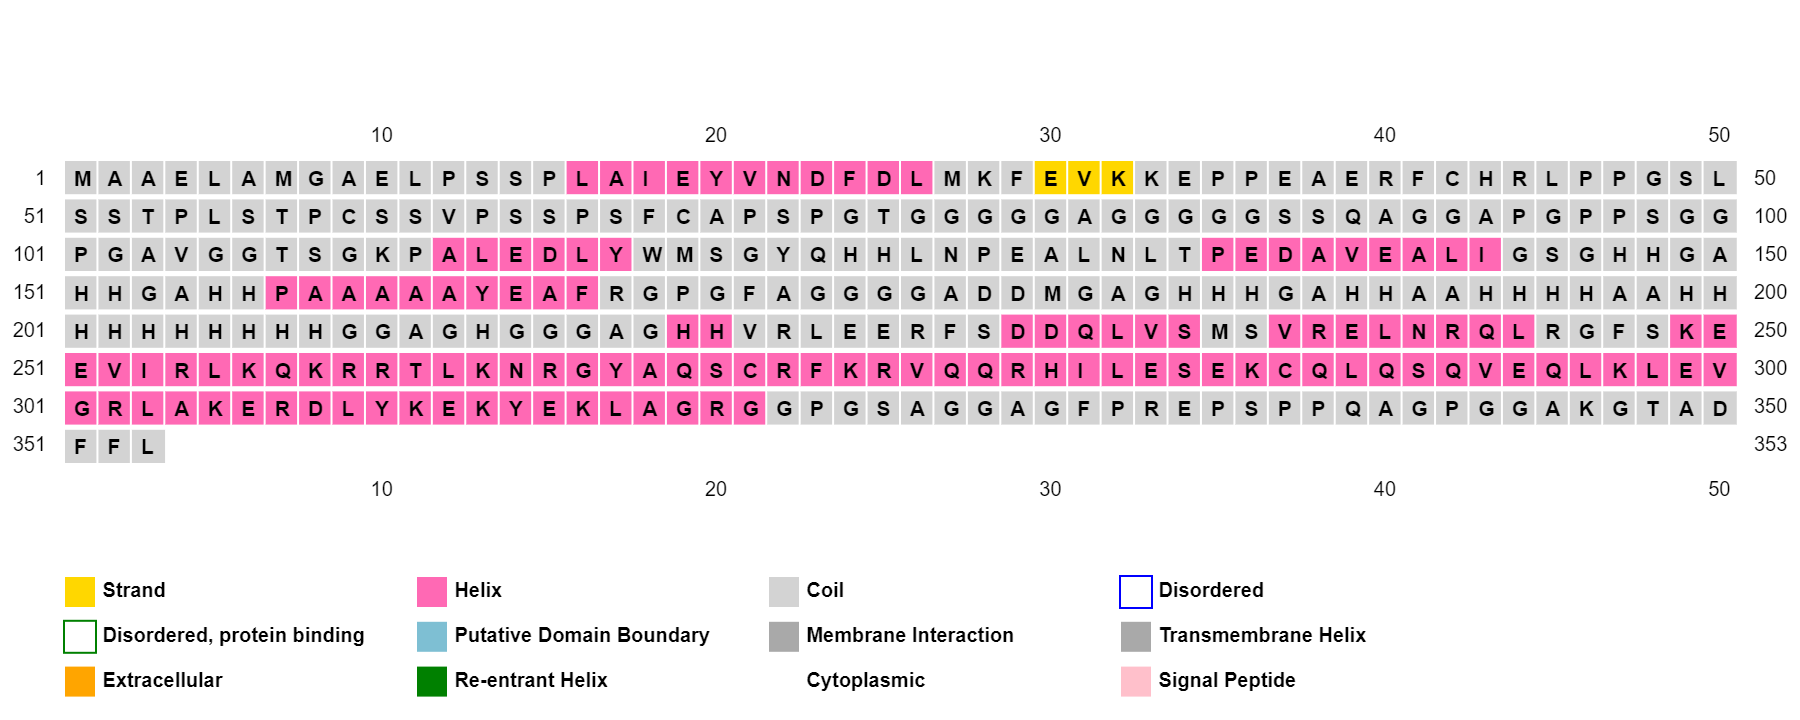 10 20 30 40 50
1 M A A E L A M G A E L P S S P L A I E Y V N D F D L M K F E V K K E P P E A E R F C H R L P P G S L 50
51 S S T P L S T P C S S V P S S P S F C A P S P G T G G G G G A G G G G G S S Q A G G A P G P P S G G 100
101 P G A V G G T S G K P A L E D L Y W M S G Y Q H H L N P E A L N L T P E D A V E A L I G S G H H G A 150
151 H H G A H H P A A A A A Y E A F R G P G F A G G G G A D D M G A G H H H G A H H A A H H H H A A H H 200
201 H H H H H H H H G G A G H G G G A G H H V R L E E R F S D D Q L V S M S V R E L N R Q L R G F S K E 250
251 E V I R L K Q K R R T L K N R G Y A Q S C R F K R V Q Q R H I L E S E K C Q L Q S Q V E Q L K L E V 300
301 G R L A K E R D L Y K E K Y E K L A G R G G P G S A G G A G F P R E P S P P Q A G P G G A K G T A D 350
351 F F L 353
10 20 30 40 50
Strand Helix Coil Disordered
Disordered, protein binding Putative Domain Boundary Membrane Interaction Transmembrane Helix
Extracellular Re-entrant Helix Cytoplasmic Signal Peptide